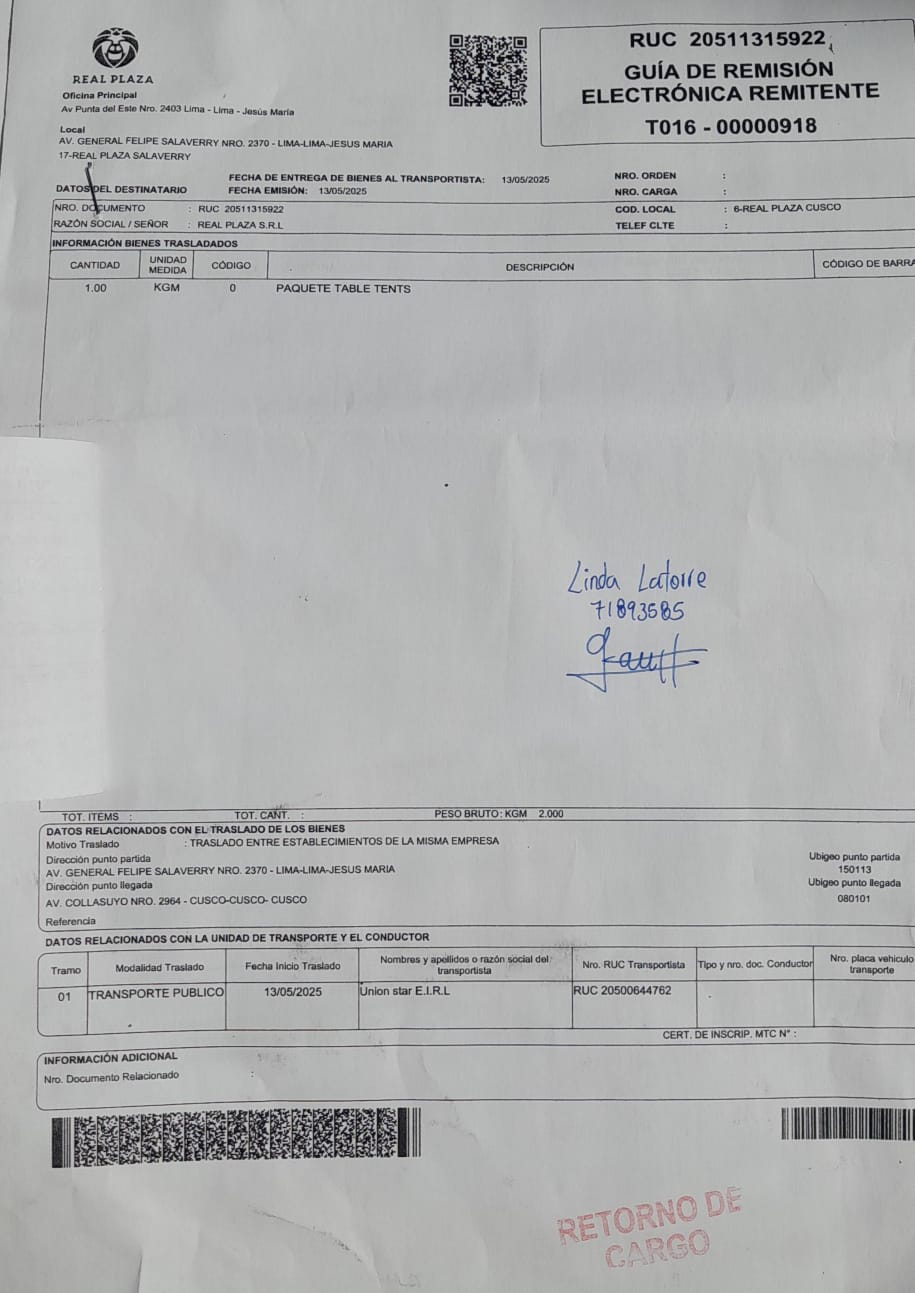 REAL PLAZA
Oficina Principal
Av Punta del Este Nro. 2403 Lima - Lima - Jesús María
Local
AV. GENERAL FELIPE SALAVERRY NRO. 2370 - LIMA-LIMA-JESUS MARIA
17-REAL PLAZA SALAVERRY
RUC 20511315922
GUÍA DE REMISIÓN
ELECTRÓNICA REMITENTE
T016 - 00000918
FECHA DE ENTREGA DE BIENES AL TRANSPORTISTA: 13/05/2025
NRO. ORDEN :
DATOS DEL DESTINATARIO FECHA EMISIÓN: 13/05/2025
NRO. CARGA :
NRO. DOCUMENTO : RUC 20511315922
COD. LOCAL : 6-REAL PLAZA CUSCO
RAZÓN SOCIAL / SEÑOR : REAL PLAZA S.R.L
TELEF CLTE :
INFORMACIÓN BIENES TRASLADADOS
CANTIDAD UNIDAD MEDIDA CÓDIGO DESCRIPCIÓN CÓDIGO DE BARRA
1.00 KGM 0 PAQUETE TABLE TENTS
Linda Latorre
71893585
TOT. ITEMS : TOT. CANT. : PESO BRUTO: KGM 2.000
DATOS RELACIONADOS CON EL TRASLADO DE LOS BIENES
Motivo Traslado : TRASLADO ENTRE ESTABLECIMIENTOS DE LA MISMA EMPRESA
Dirección punto partida Ubigeo punto partida
AV. GENERAL FELIPE SALAVERRY NRO. 2370 - LIMA-LIMA-JESUS MARIA 150113
Dirección punto llegada Ubigeo punto llegada
AV. COLLASUYO NRO. 2964 - CUSCO-CUSCO- CUSCO 080101
Referencia
DATOS RELACIONADOS CON LA UNIDAD DE TRANSPORTE Y EL CONDUCTOR
Tramo Modalidad Traslado Fecha Inicio Traslado Nombres y apellidos o razón social del transportista Nro. RUC Transportista Tipo y nro. doc. Conductor Nro. placa vehículo transporte
01 TRANSPORTE PUBLICO 13/05/2025 Union star E.I.R.L RUC 20500644762
CERT. DE INSCRIP. MTC N° :
INFORMACIÓN ADICIONAL
Nro. Documento Relacionado :
RETORNO DE
CARGO